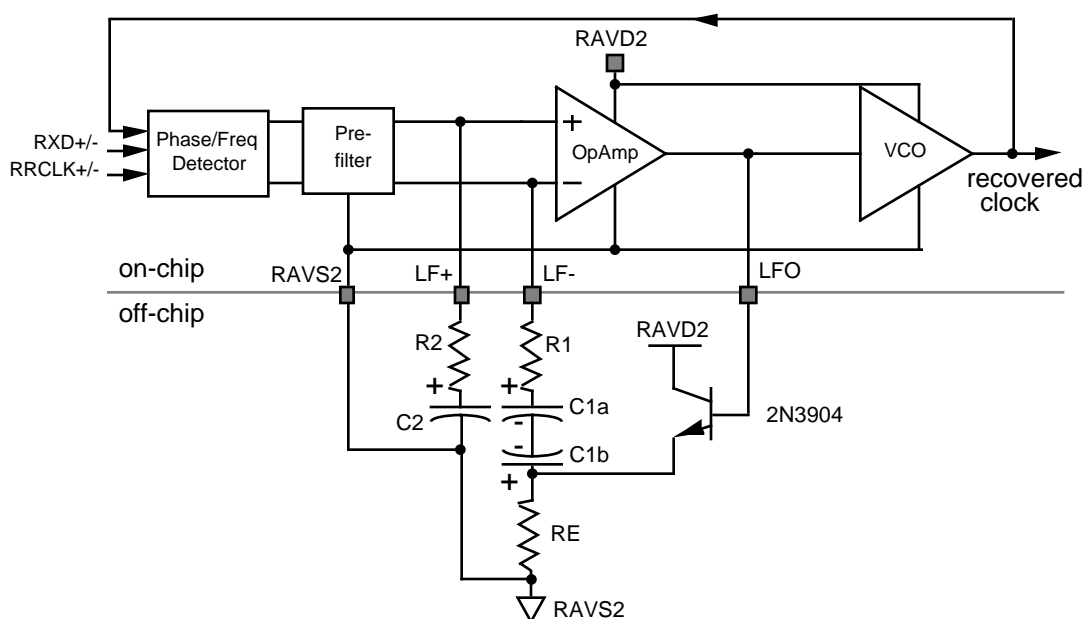 RAVD2
RXD+/-
RRCLK+/-
Phase/Freq
Detector
Pre-
filter
+
−
OpAmp
VCO
recovered
clock
on-chip
RAVS2
LF+
LF-
LFO
off-chip
R2
R1
RAVD2
+
+
C2
C1a
-
-
C1b
+
2N3904
RE
RAVS2